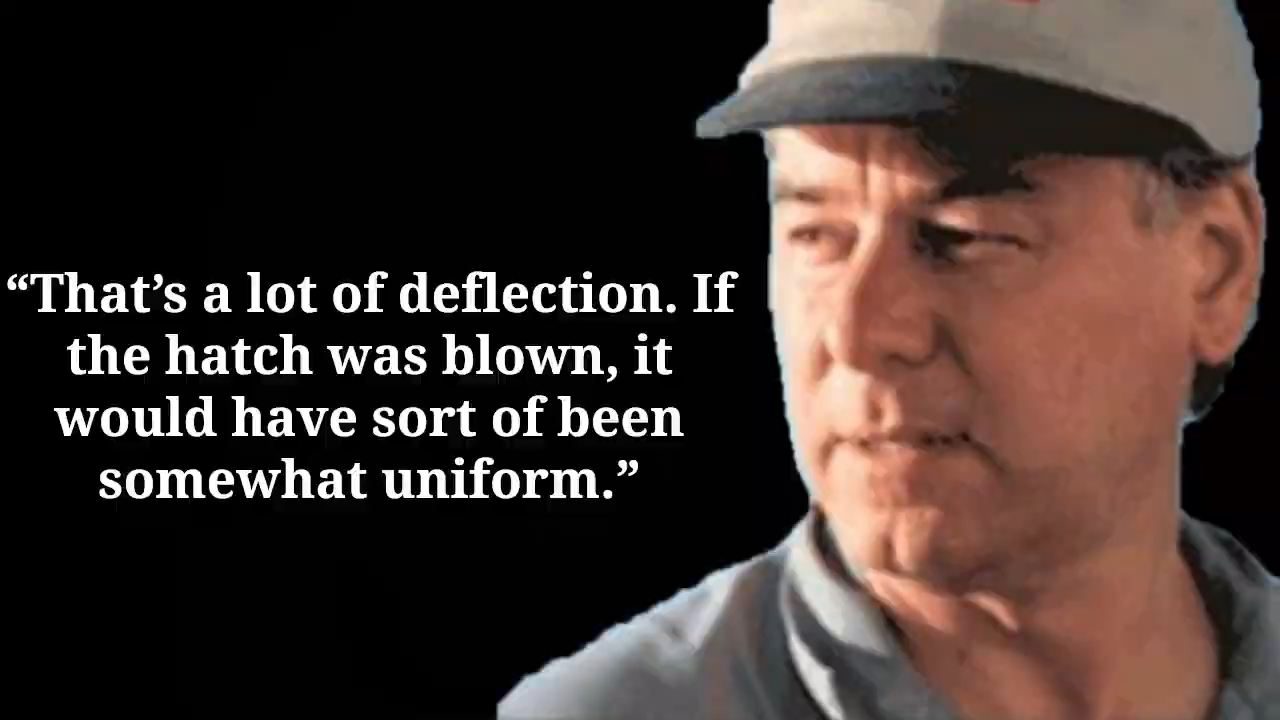 “That’s a lot of deflection. If
the hatch was blown, it
would have sort of been
somewhat uniform.”